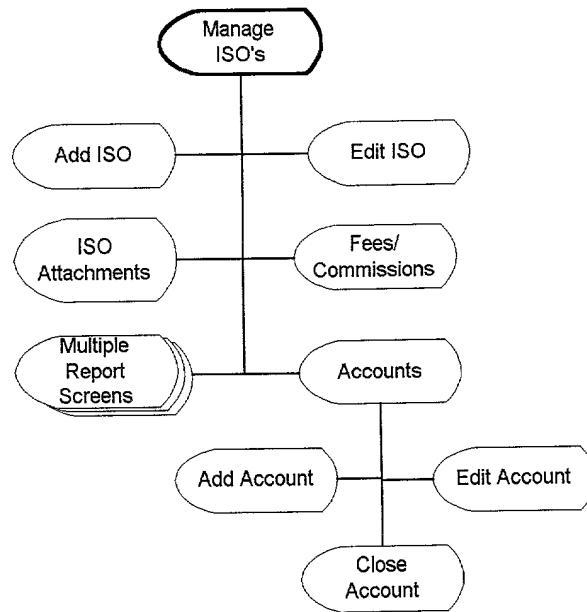 Manage
ISO's
Add ISO
Edit ISO
ISO
Attachments
Fees/
Commissions
Multiple
Report
Screens
Accounts
Add Account
Edit Account
Close
Account